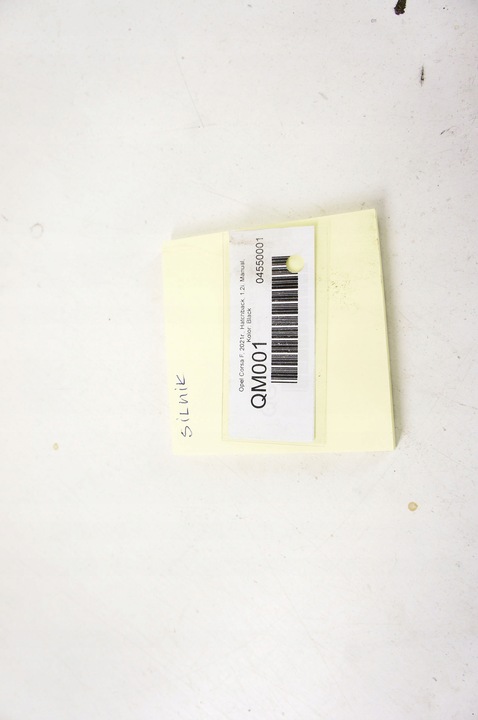 SiLNiK
Opel Corsa F, 2021r., Hatchback, 1.2i, Manual,
Kolor: Black
QM001
04550001